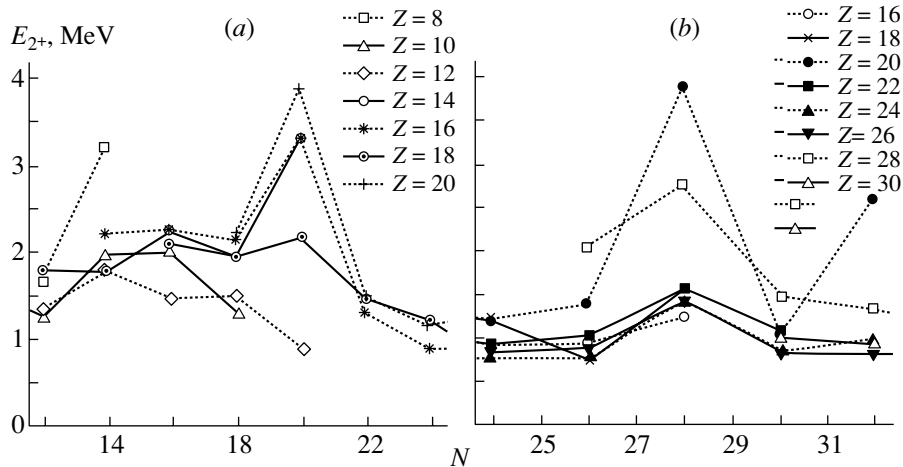 E2+, MeV
(a)
Z = 8
Z = 10
Z = 12
Z = 14
Z = 16
Z = 18
Z = 20
4
3
2
1
0
14
18
22
N
(b)
Z = 16
Z = 18
Z = 20
Z = 22
Z = 24
Z= 26
Z = 28
Z = 30
25
27
29
31